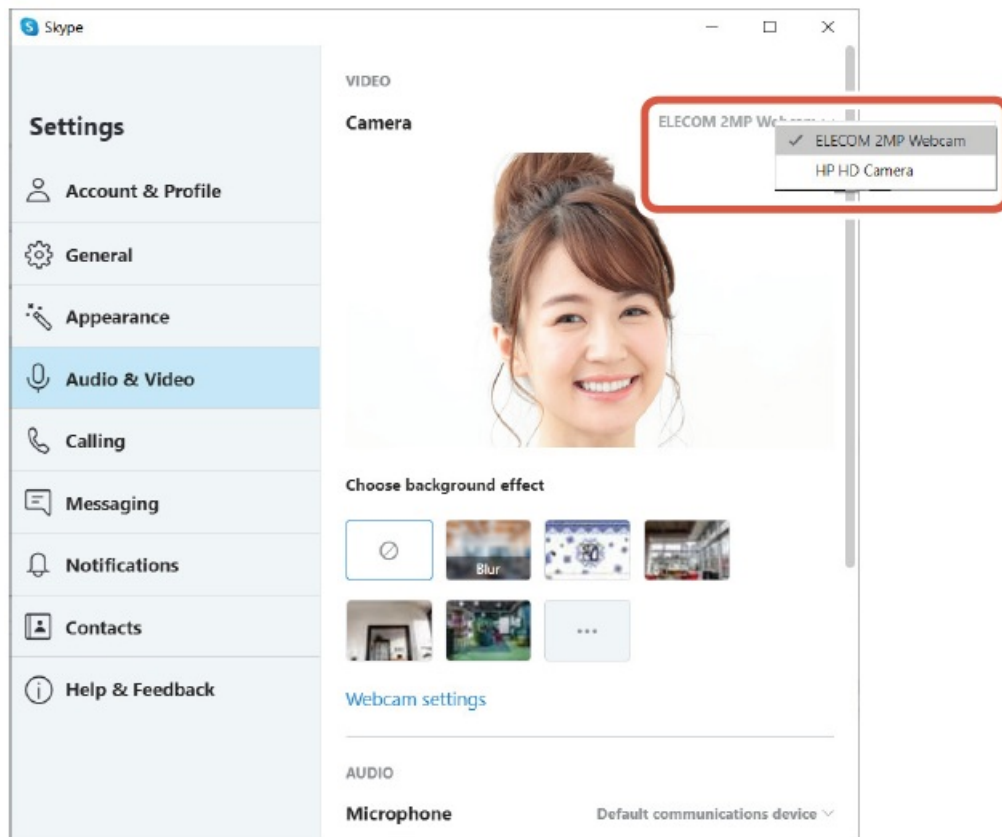 Skype
Settings
Account & Profile
General
Appearance
Audio & Video
Calling
Messaging
Notifications
Contacts
Help & Feedback
VIDEO
Camera
ELECOM 2MP Webcam
ELECOM 2MP Webcam
HP HD Camera
Choose background effect
Blur
Webcam settings
AUDIO
Microphone
Default communications device